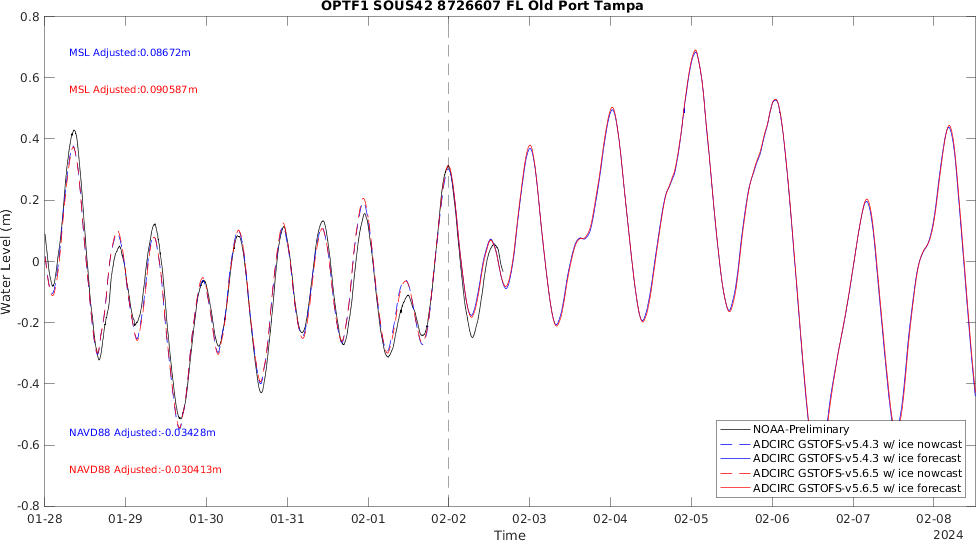 OPTF1 SOUS42 8726607 FL Old Port Tampa
0.8
0.6
0.4
0.2
0
-0.2
-0.4
-0.6
-0.8
Water Level (m)
MSL Adjusted:0.08672m
MSL Adjusted:0.090587m
NAVD88 Adjusted:-0.03428m
NAVD88 Adjusted:-0.030413m
NOAA-Preliminary
ADCIRC GSTOFS-v5.4.3 w/ ice nowcast
ADCIRC GSTOFS-v5.4.3 w/ ice forecast
ADCIRC GSTOFS-v5.6.5 w/ ice nowcast
ADCIRC GSTOFS-v5.6.5 w/ ice forecast
01-28 01-29 01-30 01-31 02-01 02-02 02-03 02-04 02-05 02-06 02-07 02-08
Time
2024